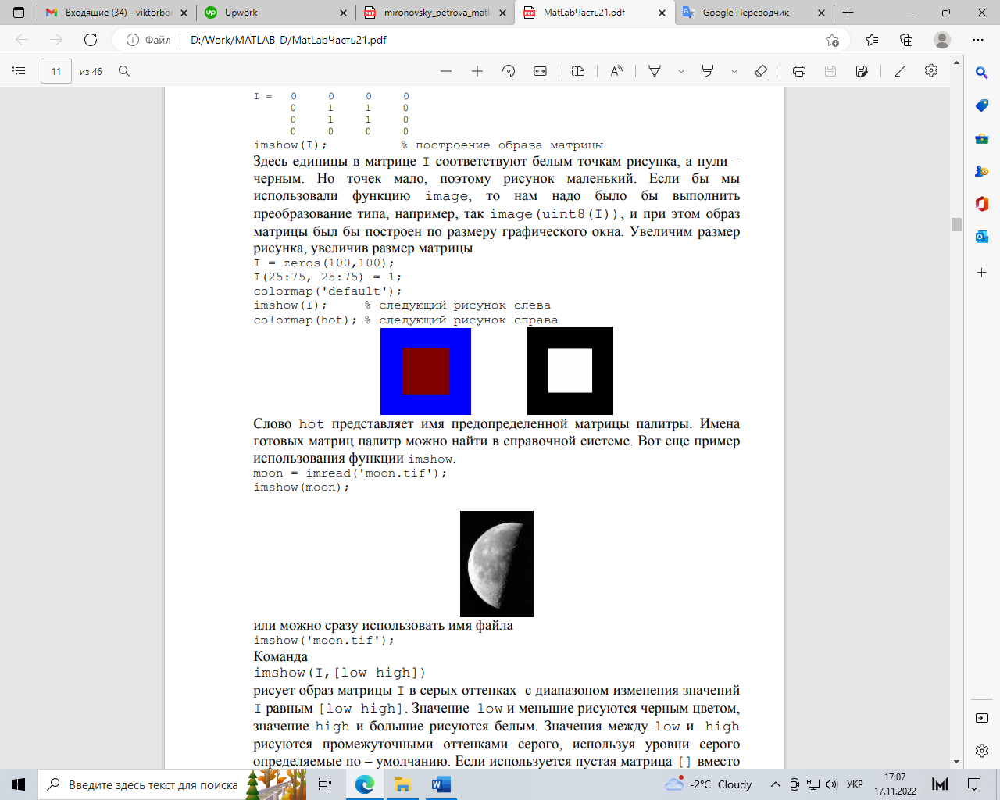 Входящие (34) - viktorbor
Upwork
mironovsky_petrova_matl
MatLabЧасть21.pdf
Google Переводчик
Файл D:/Work/MATLAB_D/MatLabЧасть21.pdf
11 из 46
I = 0 0 0 0
0 1 1 0
0 1 1 0
0 0 0 0
imshow(I); % построение образа матрицы
Здесь единицы в матрице I соответствуют белым точкам рисунка, а нули –
черным. Но точек мало, поэтому рисунок маленький. Если бы мы
использовали функцию image, то нам надо было бы выполнить
преобразование типа, например, так image(uint8(I)), и при этом образ
матрицы был бы построен по размеру графического окна. Увеличим размер
рисунка, увеличив размер матрицы
I = zeros(100,100);
I(25:75, 25:75) = 1;
colormap('default');
imshow(I); % следующий рисунок слева
colormap(hot); % следующий рисунок справа
Слово hot представляет имя предопределенной матрицы палитры. Имена
готовых матриц палитр можно найти в справочной системе. Вот еще пример
использования функции imshow.
moon = imread('moon.tif');
imshow(moon);
или можно сразу использовать имя файла
imshow('moon.tif');
Команда
imshow(I,[low high])
рисует образ матрицы I в серых оттенках с диапазоном изменения значений
I равным [low high]. Значение low и меньшие рисуются черным цветом,
значение high и большие рисуются белым. Значения между low и high
рисуются промежуточными оттенками серого, используя уровни серого
определяемые по – умолчанию. Если используется пустая матрица [] вместо
Введите здесь текст для поиска
-2°C Cloudy
УКР
17:07
17.11.2022